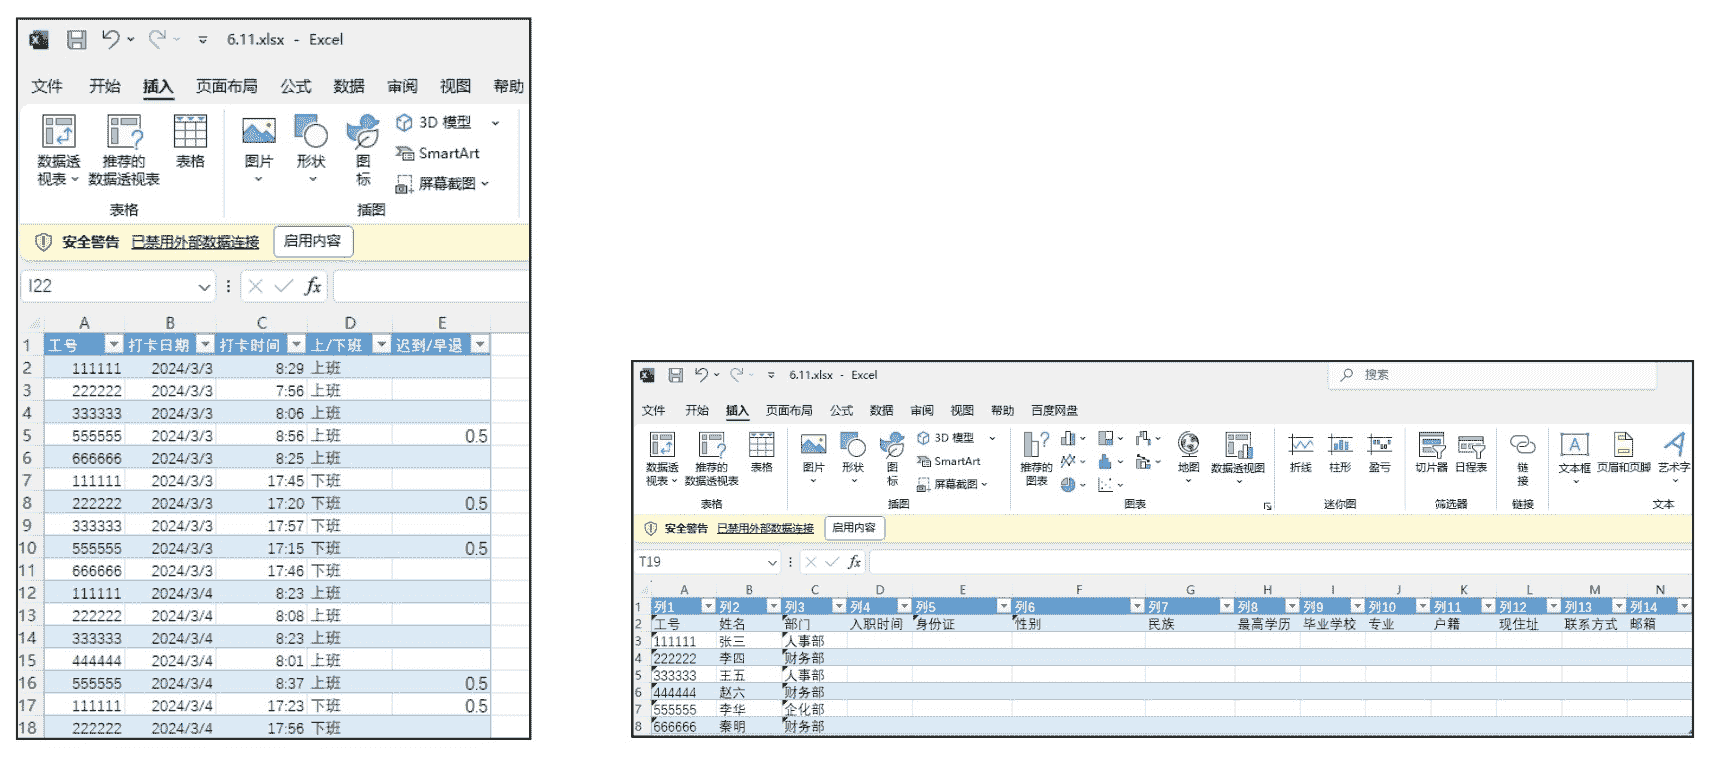 6.11.xlsx - Excel
文件 开始 插入 页面布局 公式 数据 审阅 视图 帮助
数据透视表 推荐的数据透视表 表格 图片 形状 图标 3D 模型 SmartArt 屏幕截图
表格 插图
安全警告 已禁用外部数据连接 启用内容
I22 fx
A B C D E
1 工号 打卡日期 打卡时间 上/下班 迟到/早退
2 111111 2024/3/3 8:29 上班
3 222222 2024/3/3 7:56 上班
4 333333 2024/3/3 8:06 上班
5 555555 2024/3/3 8:56 上班 0.5
6 666666 2024/3/3 8:25 上班
7 111111 2024/3/3 17:45 下班
8 222222 2024/3/3 17:20 下班 0.5
9 333333 2024/3/3 17:57 下班
10 555555 2024/3/3 17:15 下班 0.5
11 666666 2024/3/3 17:46 下班
12 111111 2024/3/4 8:23 上班
13 222222 2024/3/4 8:08 上班
14 333333 2024/3/4 8:23 上班
15 444444 2024/3/4 8:01 上班
16 555555 2024/3/4 8:37 上班 0.5
17 111111 2024/3/4 17:23 下班 0.5
18 222222 2024/3/4 17:56 下班
6.11.xlsx - Excel 搜索
文件 开始 插入 页面布局 公式 数据 审阅 视图 帮助 百度网盘
数据透视表 推荐的数据透视表 表格 图片 形状 图标 3D 模型 SmartArt 屏幕截图 推荐的图表 地图 数据透视图 折线 柱形 盈亏 切片器 日程表 链接 文本框 页眉和页脚 艺术字
表格 插图 图表 迷你图 筛选器 链接 文本
安全警告 已禁用外部数据连接 启用内容
T19 fx
A B C D E F G H I J K L M N
1 列1 列2 列3 列4 列5 列6 列7 列8 列9 列10 列11 列12 列13 列14
2 工号 姓名 部门 入职时间 身份证 性别 民族 最高学历 毕业学校 专业 户籍 现住址 联系方式 邮箱
3 111111 张三 人事部
4 222222 李四 财务部
5 333333 王五 人事部
6 444444 赵六 财务部
7 555555 李华 企化部
8 666666 秦明 财务部